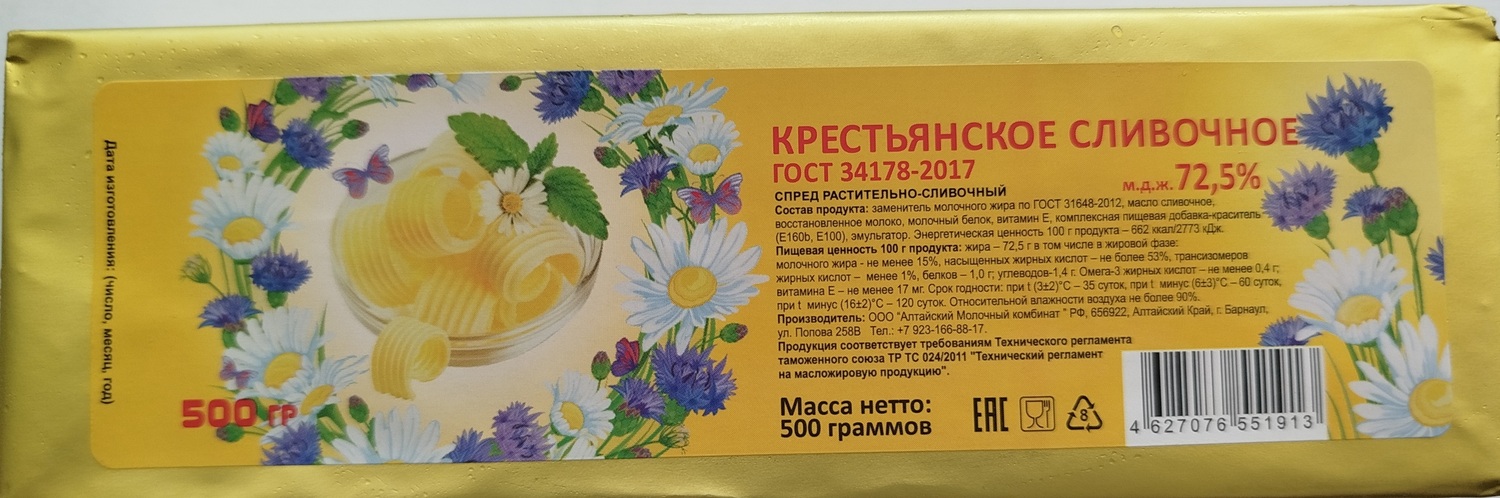 Дата изготовления: (число, месяц, год)
500 гр
КРЕСТЬЯНСКОЕ СЛИВОЧНОЕ
ГОСТ 34178-2017
м.д.ж. 72,5%
СПРЕД РАСТИТЕЛЬНО-СЛИВОЧНЫЙ
Состав продукта: заменитель молочного жира по ГОСТ 31648-2012, масло сливочное,
восстановленное молоко, молочный белок, витамин Е, комплексная пищевая добавка-краситель
(Е160b, Е100), эмульгатор. Энергетическая ценность 100 г продукта – 662 ккал/2773 кДж.
Пищевая ценность 100 г продукта: жира – 72,5 г в том числе в жировой фазе:
молочного жира - не менее 15%, насыщенных жирных кислот – не более 53%, трансизомеров
жирных кислот – менее 1%, белков – 1,0 г; углеводов-1,4 г. Омега-3 жирных кислот – не менее 0,4 г;
витамина Е – не менее 17 мг. Срок годности: при t (3±2)°С – 35 суток, при t минус (6±3)°С – 60 суток,
при t минус (16±2)°С – 120 суток. Относительной влажности воздуха не более 90%.
Производитель: ООО "Алтайский Молочный комбинат " РФ, 656922, Алтайский Край, г. Барнаул,
ул. Попова 258В Тел.: +7 923-166-88-17.
Продукция соответствует требованиям Технического регламента
таможенного союза ТР ТС 024/2011 "Технический регламент
на масложировую продукцию".
Масса нетто:
500 граммов
ЕАС
8
4 627076 551913